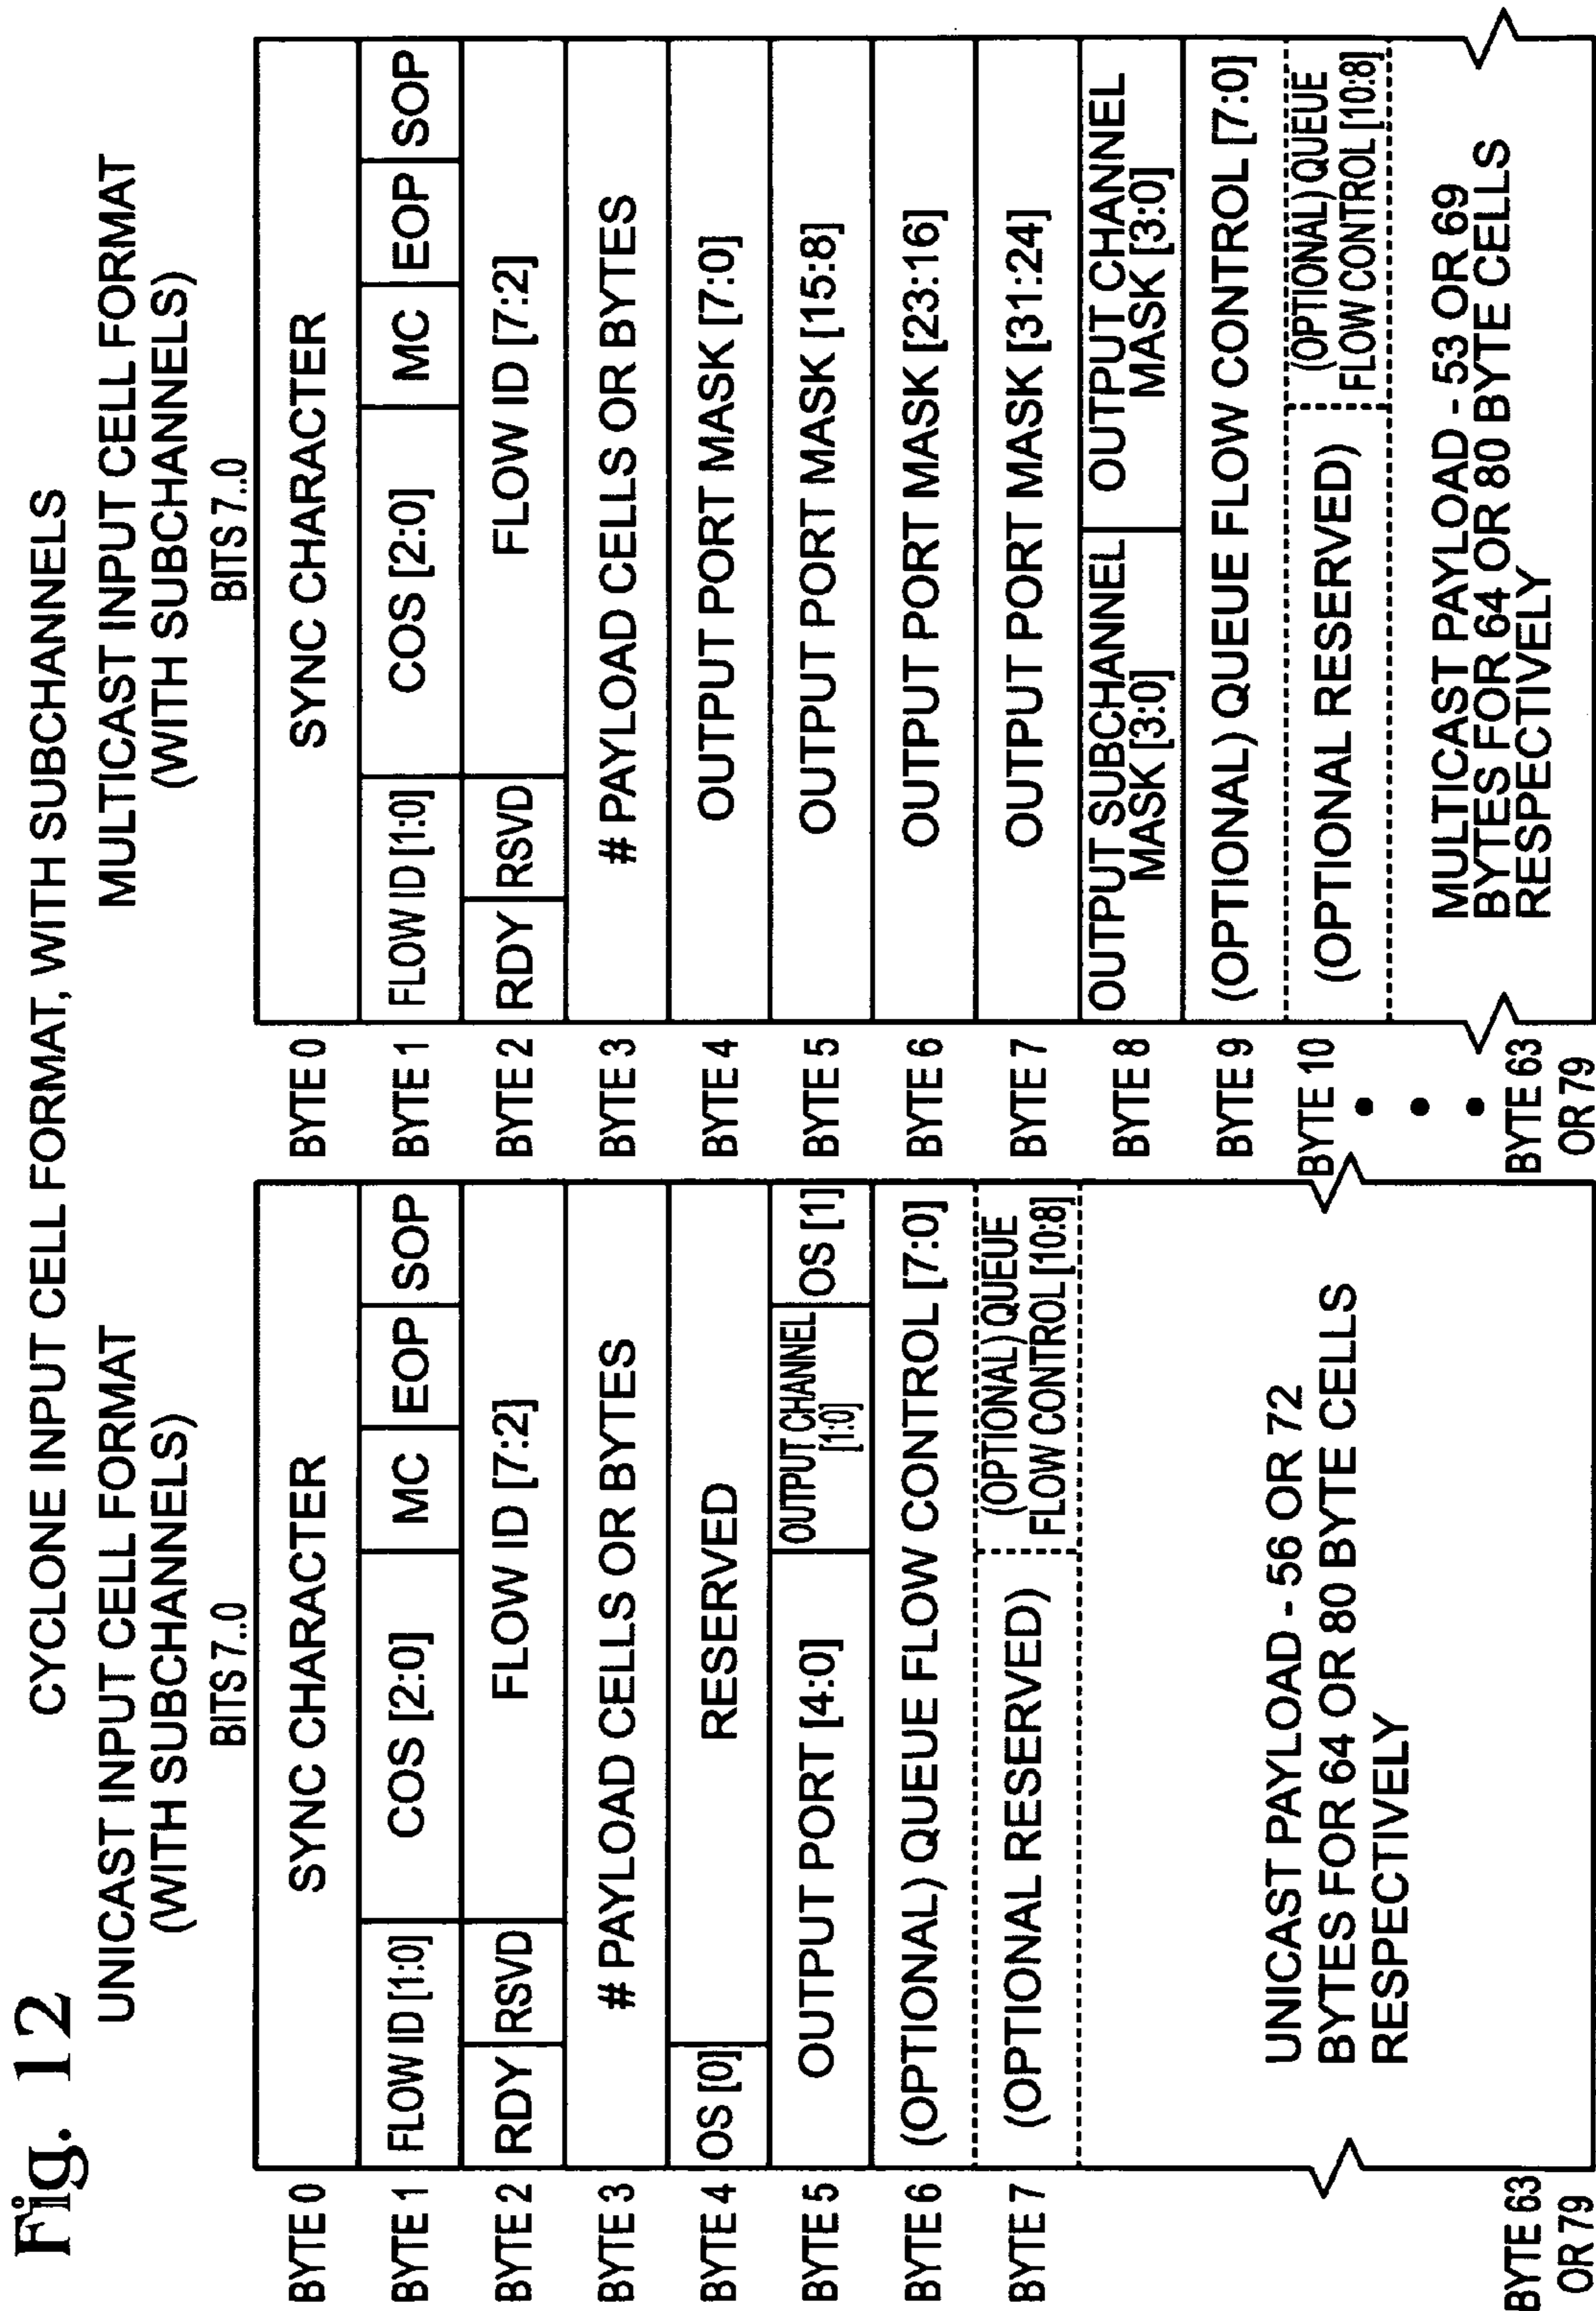 Fig. 12
CYCLONE INPUT CELL FORMAT, WITH SUBCHANNELS
UNICAST INPUT CELL FORMAT
(WITH SUBCHANNELS)
BITS 7..0
BYTE 0
SYNC CHARACTER
BYTE 1
FLOW ID [1:0]
COS [2:0]
MC
EOP
SOP
BYTE 2
RDY
RSVD
FLOW ID [7:2]
BYTE 3
# PAYLOAD CELLS OR BYTES
BYTE 4
OS [0]
RESERVED
BYTE 5
OUTPUT PORT [4:0]
OUTPUT CHANNEL
[1:0]
OS [1]
BYTE 6
(OPTIONAL) QUEUE FLOW CONTROL [7:0]
BYTE 7
(OPTIONAL RESERVED)
(OPTIONAL) QUEUE
FLOW CONTROL [10:8]
UNICAST PAYLOAD - 56 OR 72
BYTES FOR 64 OR 80 BYTE CELLS
RESPECTIVELY
BYTE 63
OR 79
MULTICAST INPUT CELL FORMAT
(WITH SUBCHANNELS)
BITS 7..0
BYTE 0
SYNC CHARACTER
BYTE 1
FLOW ID [1:0]
COS [2:0]
MC
EOP
SOP
BYTE 2
RDY
RSVD
FLOW ID [7:2]
BYTE 3
# PAYLOAD CELLS OR BYTES
BYTE 4
OUTPUT PORT MASK [7:0]
BYTE 5
OUTPUT PORT MASK [15:8]
BYTE 6
OUTPUT PORT MASK [23:16]
BYTE 7
OUTPUT PORT MASK [31:24]
BYTE 8
OUTPUT SUBCHANNEL
MASK [3:0]
OUTPUT CHANNEL
MASK [3:0]
BYTE 9
(OPTIONAL) QUEUE FLOW CONTROL [7:0]
BYTE 10
(OPTIONAL RESERVED)
(OPTIONAL) QUEUE
FLOW CONTROL [10:8]
MULTICAST PAYLOAD - 53 OR 69
BYTES FOR 64 OR 80 BYTE CELLS
RESPECTIVELY
BYTE 63
OR 79